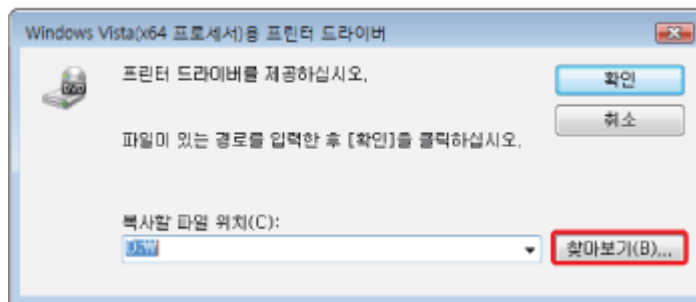 Windows Vista(x64 프로세서)용 프린터 드라이버
프린터 드라이버를 제공하십시오.
확인
취소
파일이 있는 경로를 입력한 후 [확인]을 클릭하십시오.
복사할 파일 위치(C):
D:₩
찾아보기(B)...